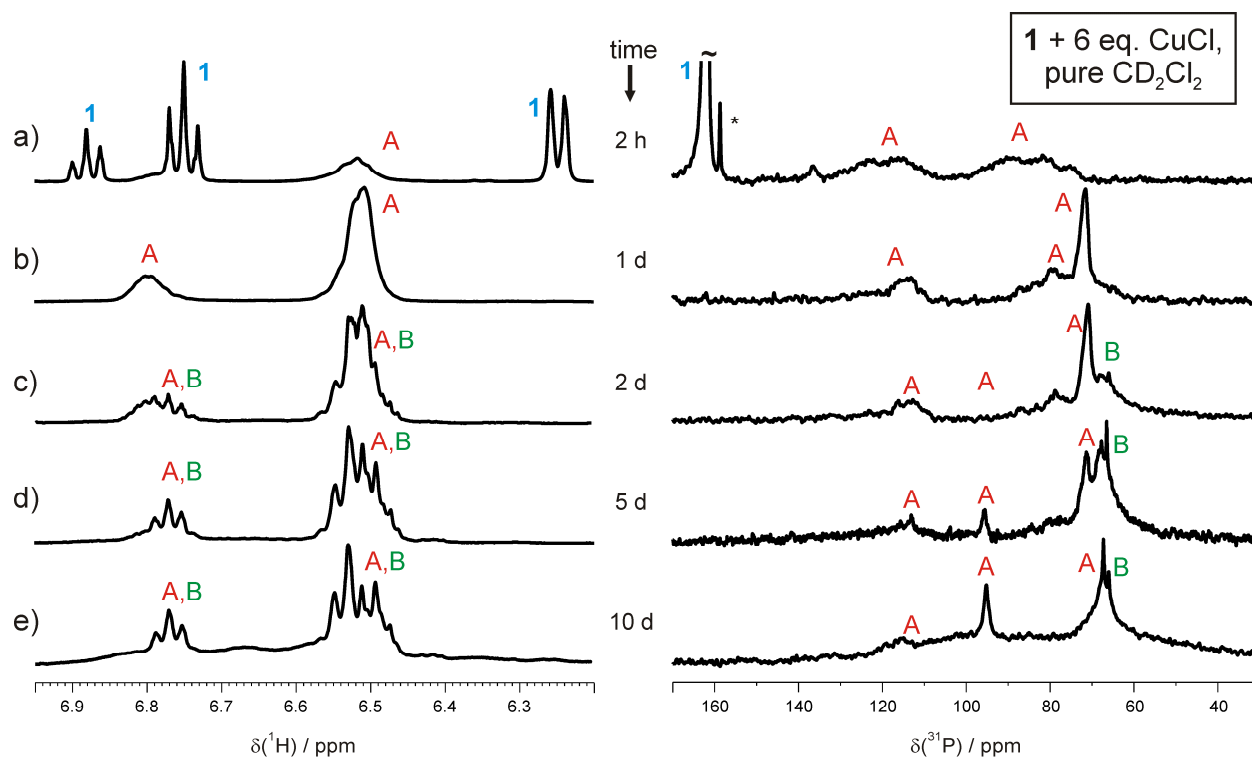 1 + 6 eq. CuCl,
pure CD₂Cl₂
time
a)
1
1
A
1
2 h
1
~
*
A
A
b)
A
A
1 d
A
A
A
c)
A,B
A,B
2 d
A
A
A
B
d)
A,B
A,B
5 d
A
A
A
B
e)
A,B
A,B
10 d
A
A
A
B
6.9 6.8 6.7 6.6 6.5 6.4 6.3
160 140 120 100 80 60 40
δ(¹H) / ppm
δ(³¹P) / ppm